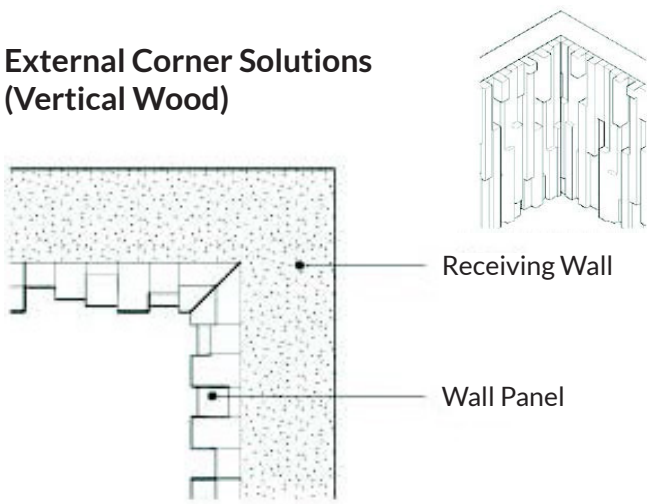 External Corner Solutions
(Vertical Wood)
Receiving Wall
Wall Panel